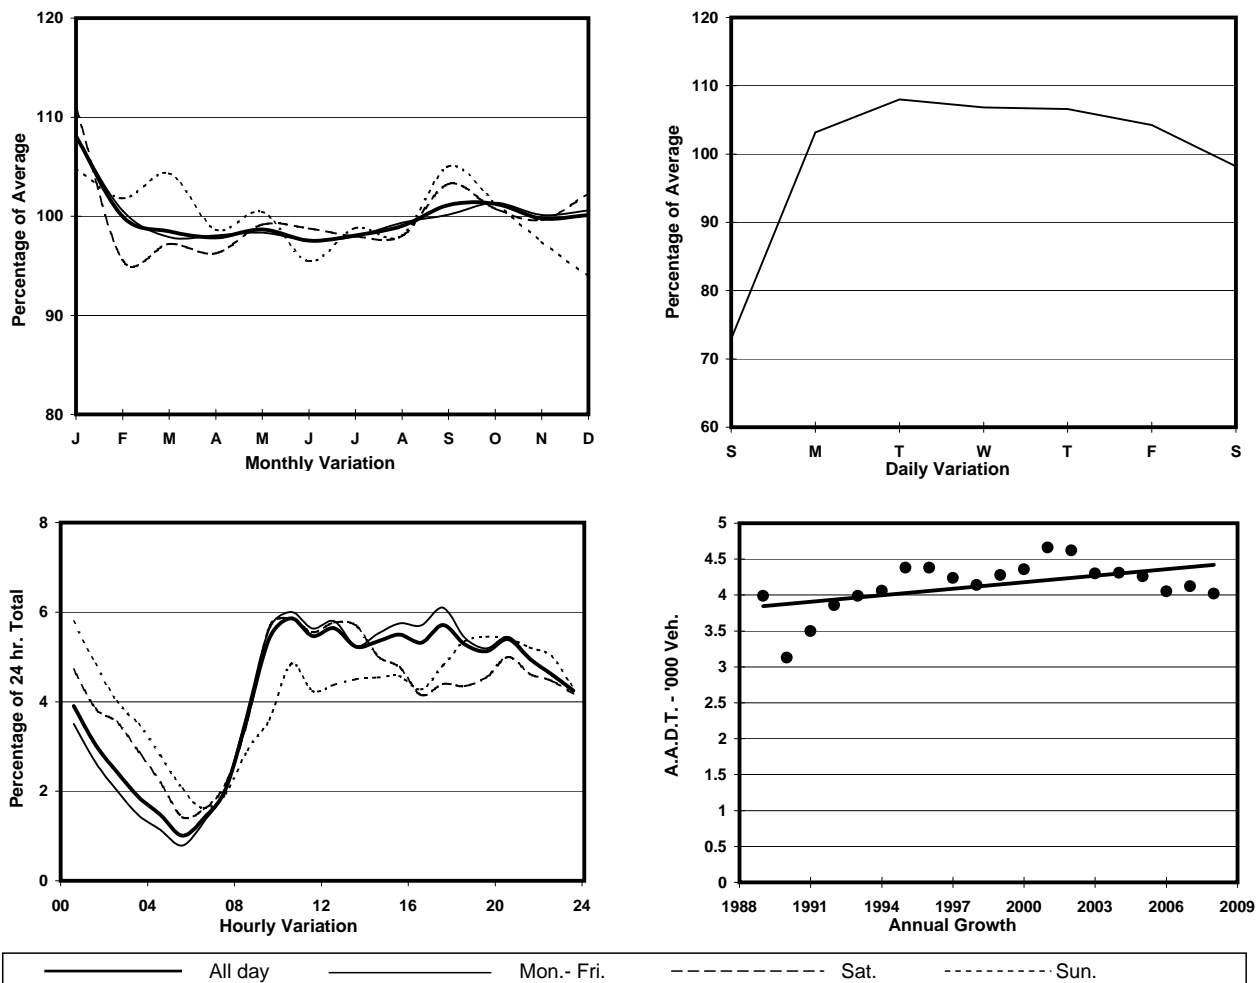 120
110
100
90
80
Percentage of Average
J F M A M J J A S O N D
Monthly Variation
120
110
100
90
80
70
60
Percentage of Average
S M T W T F S
Daily Variation
8
6
4
2
0
Percentage of 24 hr. Total
00 04 08 12 16 20 24
Hourly Variation
5
4.5
4
3.5
3
2.5
2
1.5
1
0.5
0
A.A.D.T. - '000 Veh.
1988 1991 1994 1997 2000 2003 2006 2009
Annual Growth
All day Mon.- Fri. Sat. Sun.